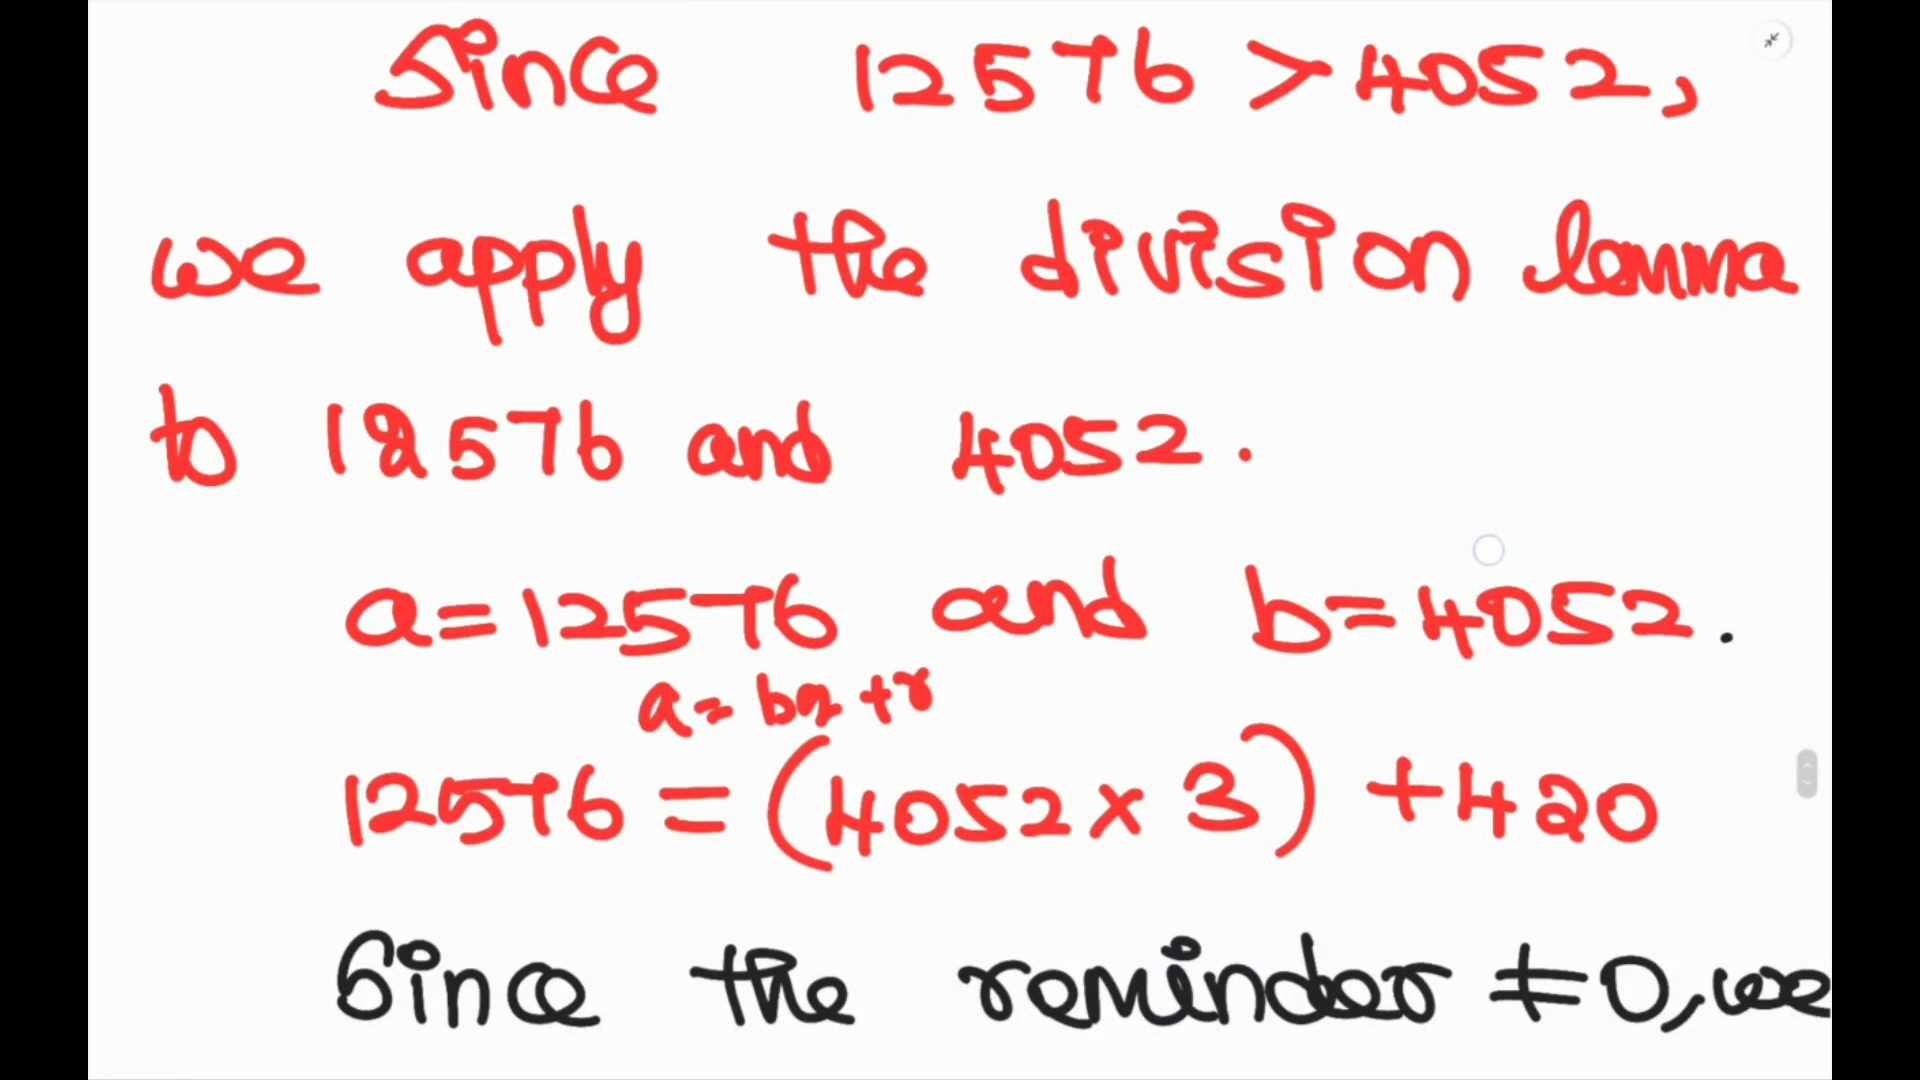 Since 12576 > 4052,
we apply the division lemma
to 12576 and 4052.
a = 12576 and b = 4052.
a = bq + r
12576 = (4052 × 3) + 420
Since the reminder ≠ 0, we